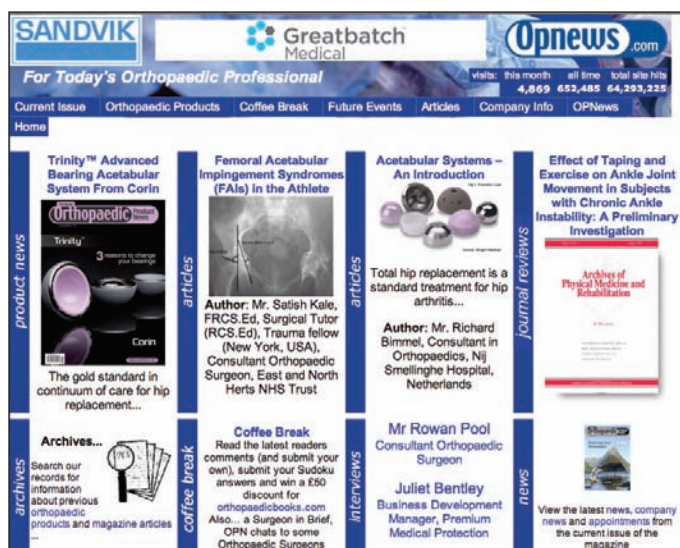 SANDVIK
Greatbatch
Medical
Opnews.com
For Today's Orthopaedic Professional
visits: this month all time total site hits
4,869 652,485 64,293,225
Current Issue Orthopaedic Products Coffee Break Future Events Articles Company Info OPNews
Home
product news
Trinity™ Advanced
Bearing Acetabular
System From Corin
Orthopaedic Product
News
Trinity™
3 reasons to change
your bearings
Corin
The gold standard in
continuum of care for hip
replacement...
articles
Femoral Acetabular
Impingement Syndromes
(FAIs) in the Athlete
Author: Mr. Satish Kale,
FRCS.Ed, Surgical Tutor
(RCS.Ed), Trauma fellow
(New York, USA),
Consultant Orthopaedic
Surgeon, East and North
Herts NHS Trust
articles
Acetabular Systems –
An Introduction
Total hip replacement is a
standard treatment for hip
arthritis...
Author: Mr. Richard
Bimmel, Consultant in
Orthopaedics, Nij
Smellinghe Hospital,
Netherlands
journal reviews
Effect of Taping and
Exercise on Ankle Joint
Movement in Subjects
with Chronic Ankle
Instability: A Preliminary
Investigation
Archives of
Physical Medicine and
Rehabilitation
archives
Archives...
Search our
records for
information
about previous
orthopaedic
products and magazine articles
...
coffee break
Coffee Break
Read the latest readers
comments (and submit your
own), submit your Sudoku
answers and win a £50
discount for
orthopaedicbooks.com
Also... a Surgeon in Brief,
OPN chats to some
Orthopaedic Surgeons
interviews
Mr Rowan Pool
Consultant Orthopaedic
Surgeon
Juliet Bentley
Business Development
Manager, Premium
Medical Protection
news
View the latest news, company
news and appointments from
the current issue of the
magazine